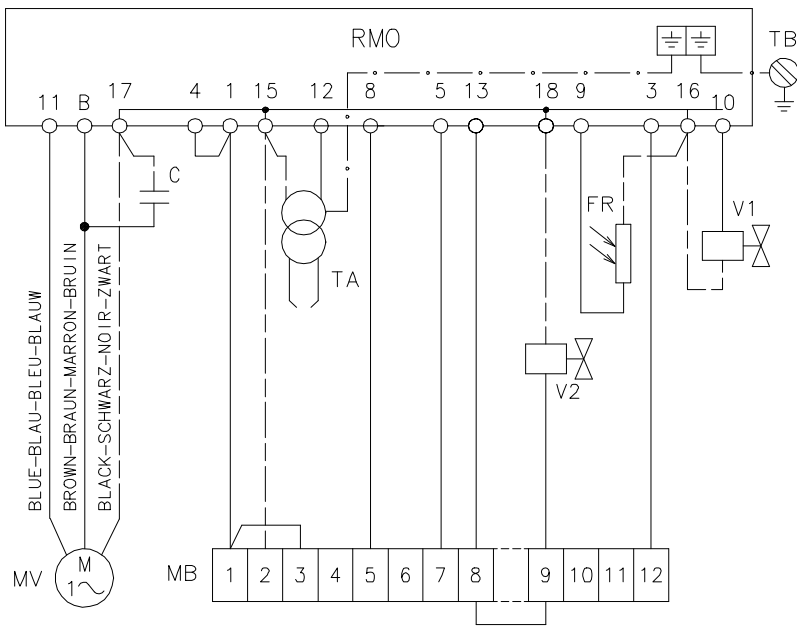 RMO
TB
11 B 17 4 1 15 12 8 5 13 18 9 3 16 10
C
FR
V1
TA
V2
BLUE-BLAU-BLEU-BLAUW
BROWN-BRAUN-MARRON-BRUIN
BLACK-SCHWARZ-NOIR-ZWART
MV
M
1~
MB
1 2 3 4 5 6 7 8 9 10 11 12